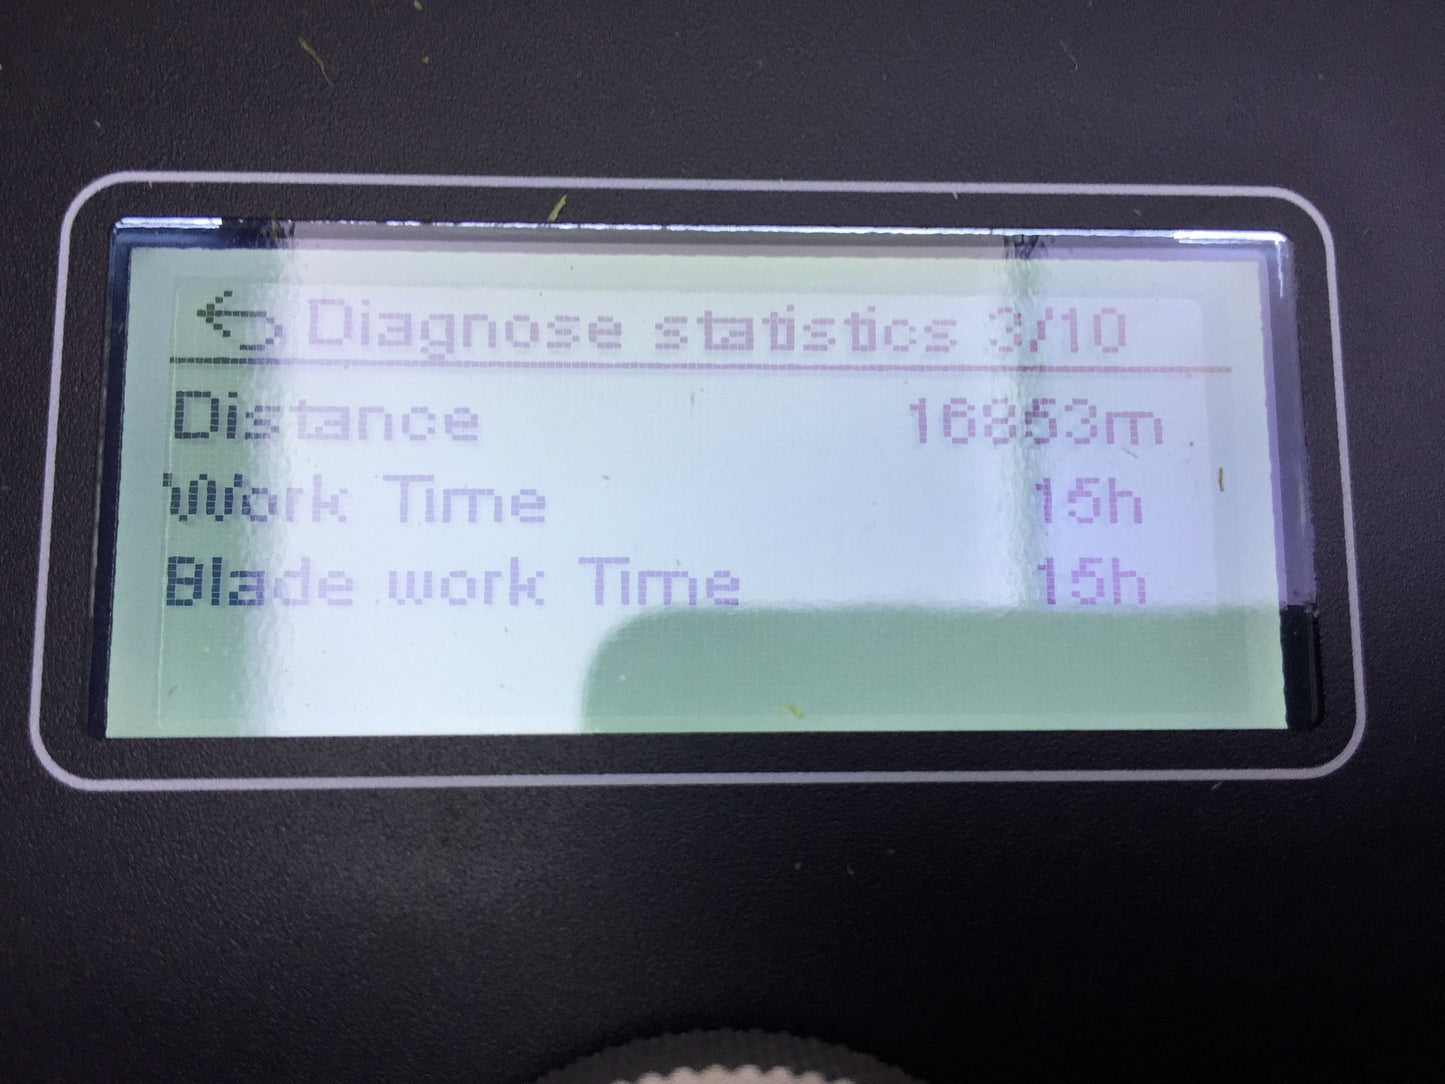 Diagnose statistics 3/10
Distance 16853m
Work Time 15h
Blade work Time 15h